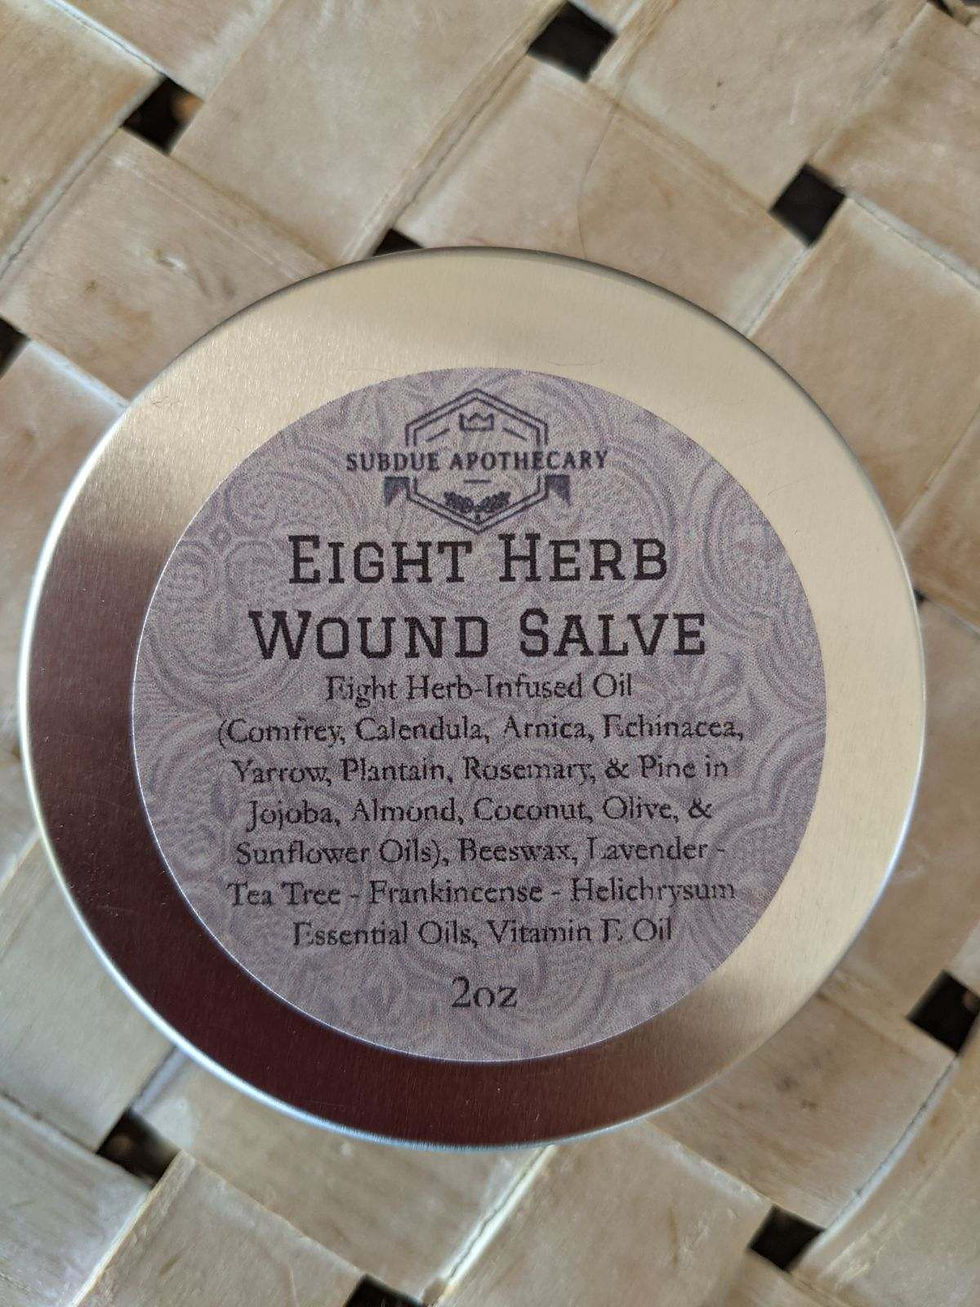 SUBDUE APOTHECARY
EIGHT HERB
WOUND SALVE
Eight Herb-Infused Oil
(Comfrey, Calendula, Arnica, Echinacea,
Yarrow, Plantain, Rosemary, & Pine in
Jojoba, Almond, Coconut, Olive, &
Sunflower Oils), Beeswax, Lavender -
Tea Tree - Frankincense - Helichrysum
Essential Oils, Vitamin E Oil
2oz